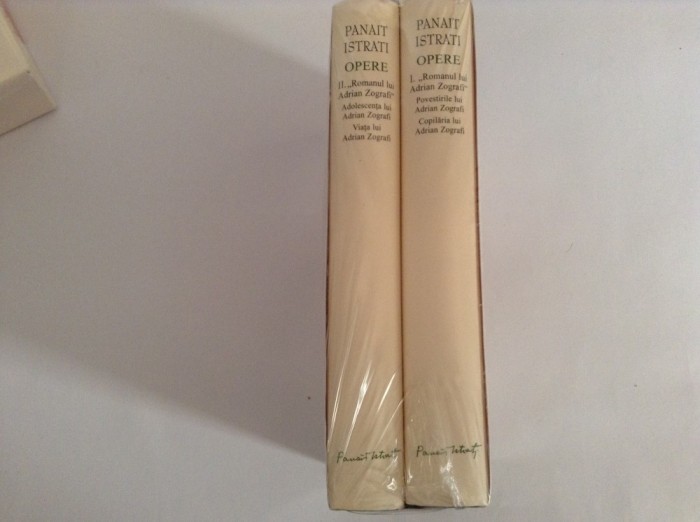 PANAIT
ISTRATI
OPERE
II. „Romanul lui
Adrian Zografi“
Adolescența lui
Adrian Zografi
Viața lui
Adrian Zografi
Panait Istrati
PANAIT
ISTRATI
OPERE
I. „Romanul lui
Adrian Zografi“
Povestirile lui
Adrian Zografi
Copilăria lui
Adrian Zografi
Panait Istrati